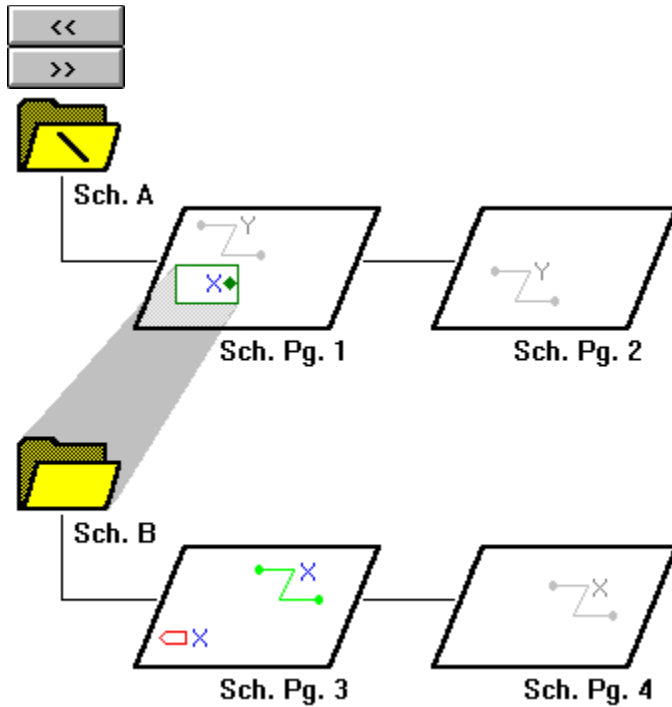 <<
>>
Sch. A
Y
X
Y
Sch. Pg. 1
Sch. Pg. 2
Sch. B
X
X
X
Sch. Pg. 3
Sch. Pg. 4